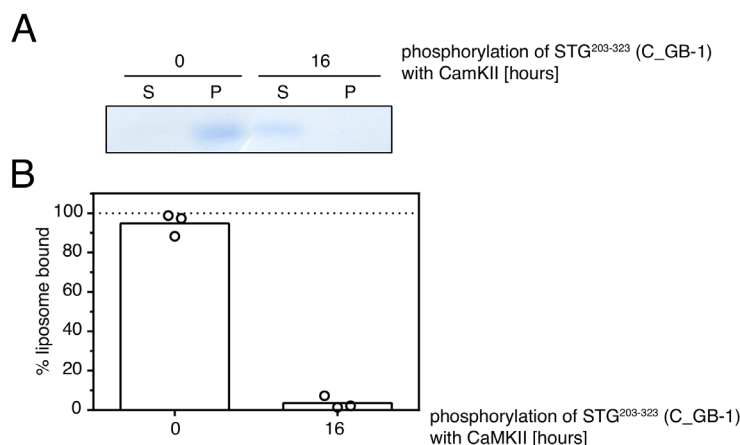 A
0 16
S P S P
phosphorylation of STG²⁰³⁻³²³ (C_GB-1)
with CamKII [hours]
B
% liposome bound
100
80
60
40
20
0
0 16
phosphorylation of STG²⁰³⁻³²³ (C_GB-1)
with CaMKII [hours]